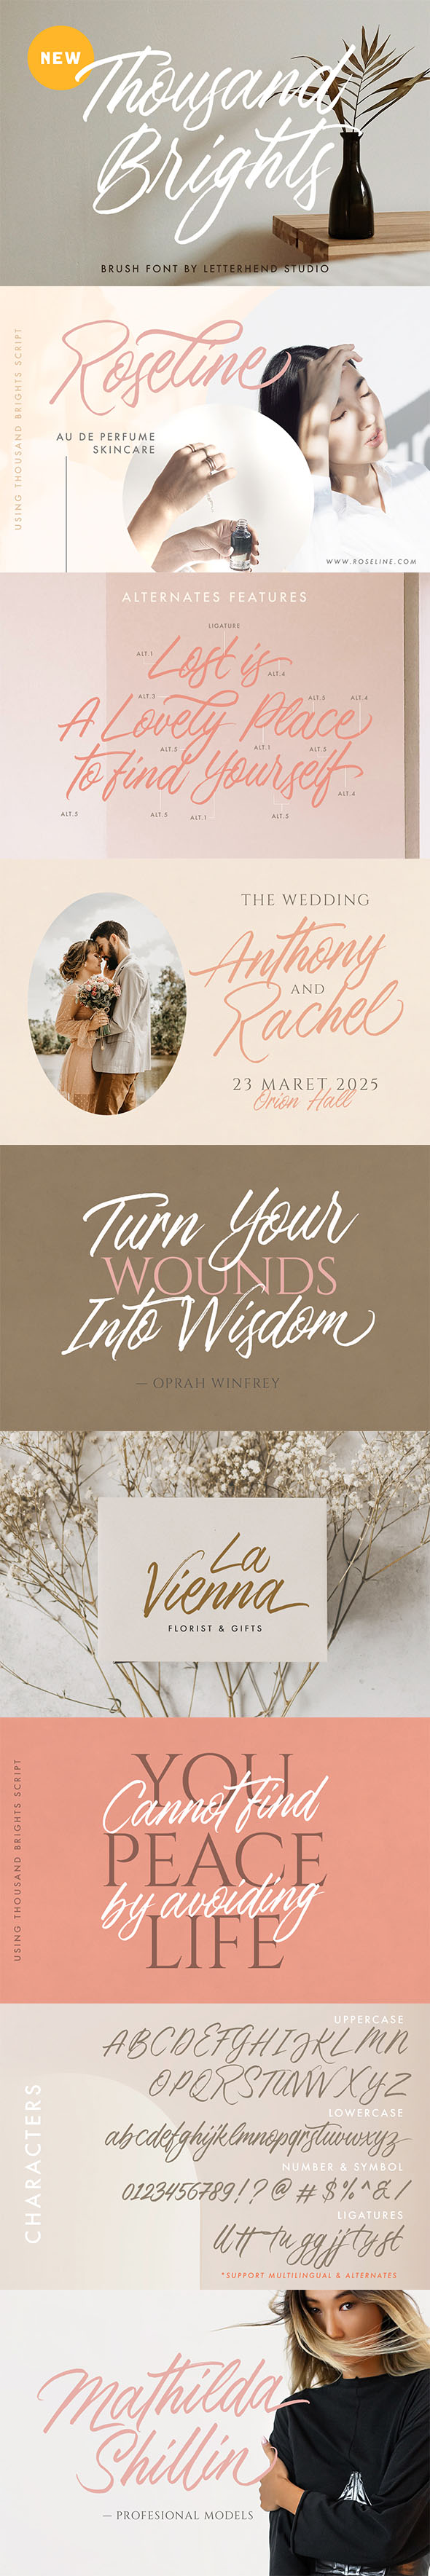 NEW
Thousand
Brights
BRUSH FONT BY LETTERHEND STUDIO
USING THOUSAND BRIGHTS SCRIPT
Roseline
AU DE PERFUME
SKINCARE
WWW.ROSELINE.COM
ALTERNATES FEATURES
LIGATURE
ALT.1
Lost is
ALT.4
ALT.3
ALT.5
ALT.4
A Lovely Place
ALT.5
ALT.1
ALT.5
to find Yourself
ALT.4
ALT.5
ALT.5
ALT.1
ALT.5
THE WEDDING
Anthony
AND
Rachel
23 MARET 2025
Orion Hall
Turn Your
WOUNDS
Into Wisdom
— OPRAH WINFREY
La
Vienna
FLORIST & GIFTS
USING THOUSAND BRIGHTS SCRIPT
YOU
Cannot find
PEACE
by avoiding
LIFE
CHARACTERS
UPPERCASE
ABCDEFGHIJKLMN
OPQRSTUVWXYZ
LOWERCASE
abcdefghijklmnopqrstuvwxyz
NUMBER & SYMBOL
0123456789!?@#$%^&/
LIGATURES
*SUPPORT MULTILINGUAL & ALTERNATES
Mathilda
Shillin
— PROFESIONAL MODELS